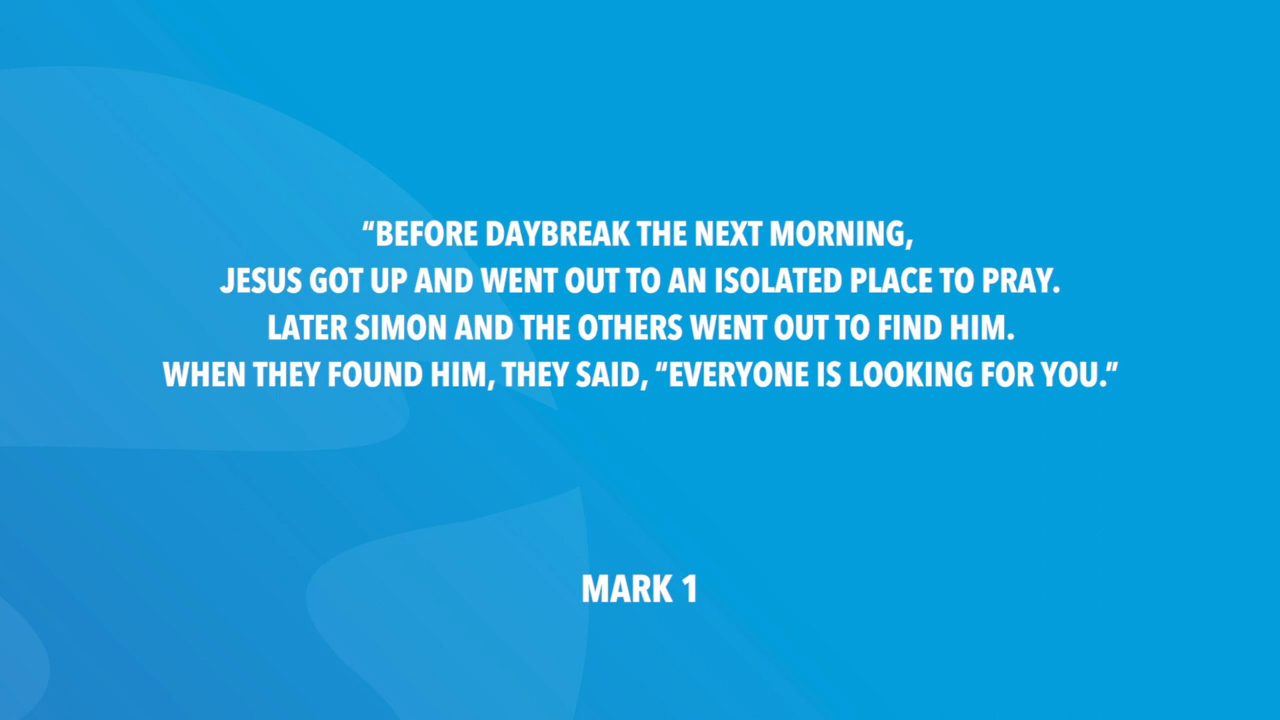 “BEFORE DAYBREAK THE NEXT MORNING,
JESUS GOT UP AND WENT OUT TO AN ISOLATED PLACE TO PRAY.
LATER SIMON AND THE OTHERS WENT OUT TO FIND HIM.
WHEN THEY FOUND HIM, THEY SAID, “EVERYONE IS LOOKING FOR YOU.”
MARK 1